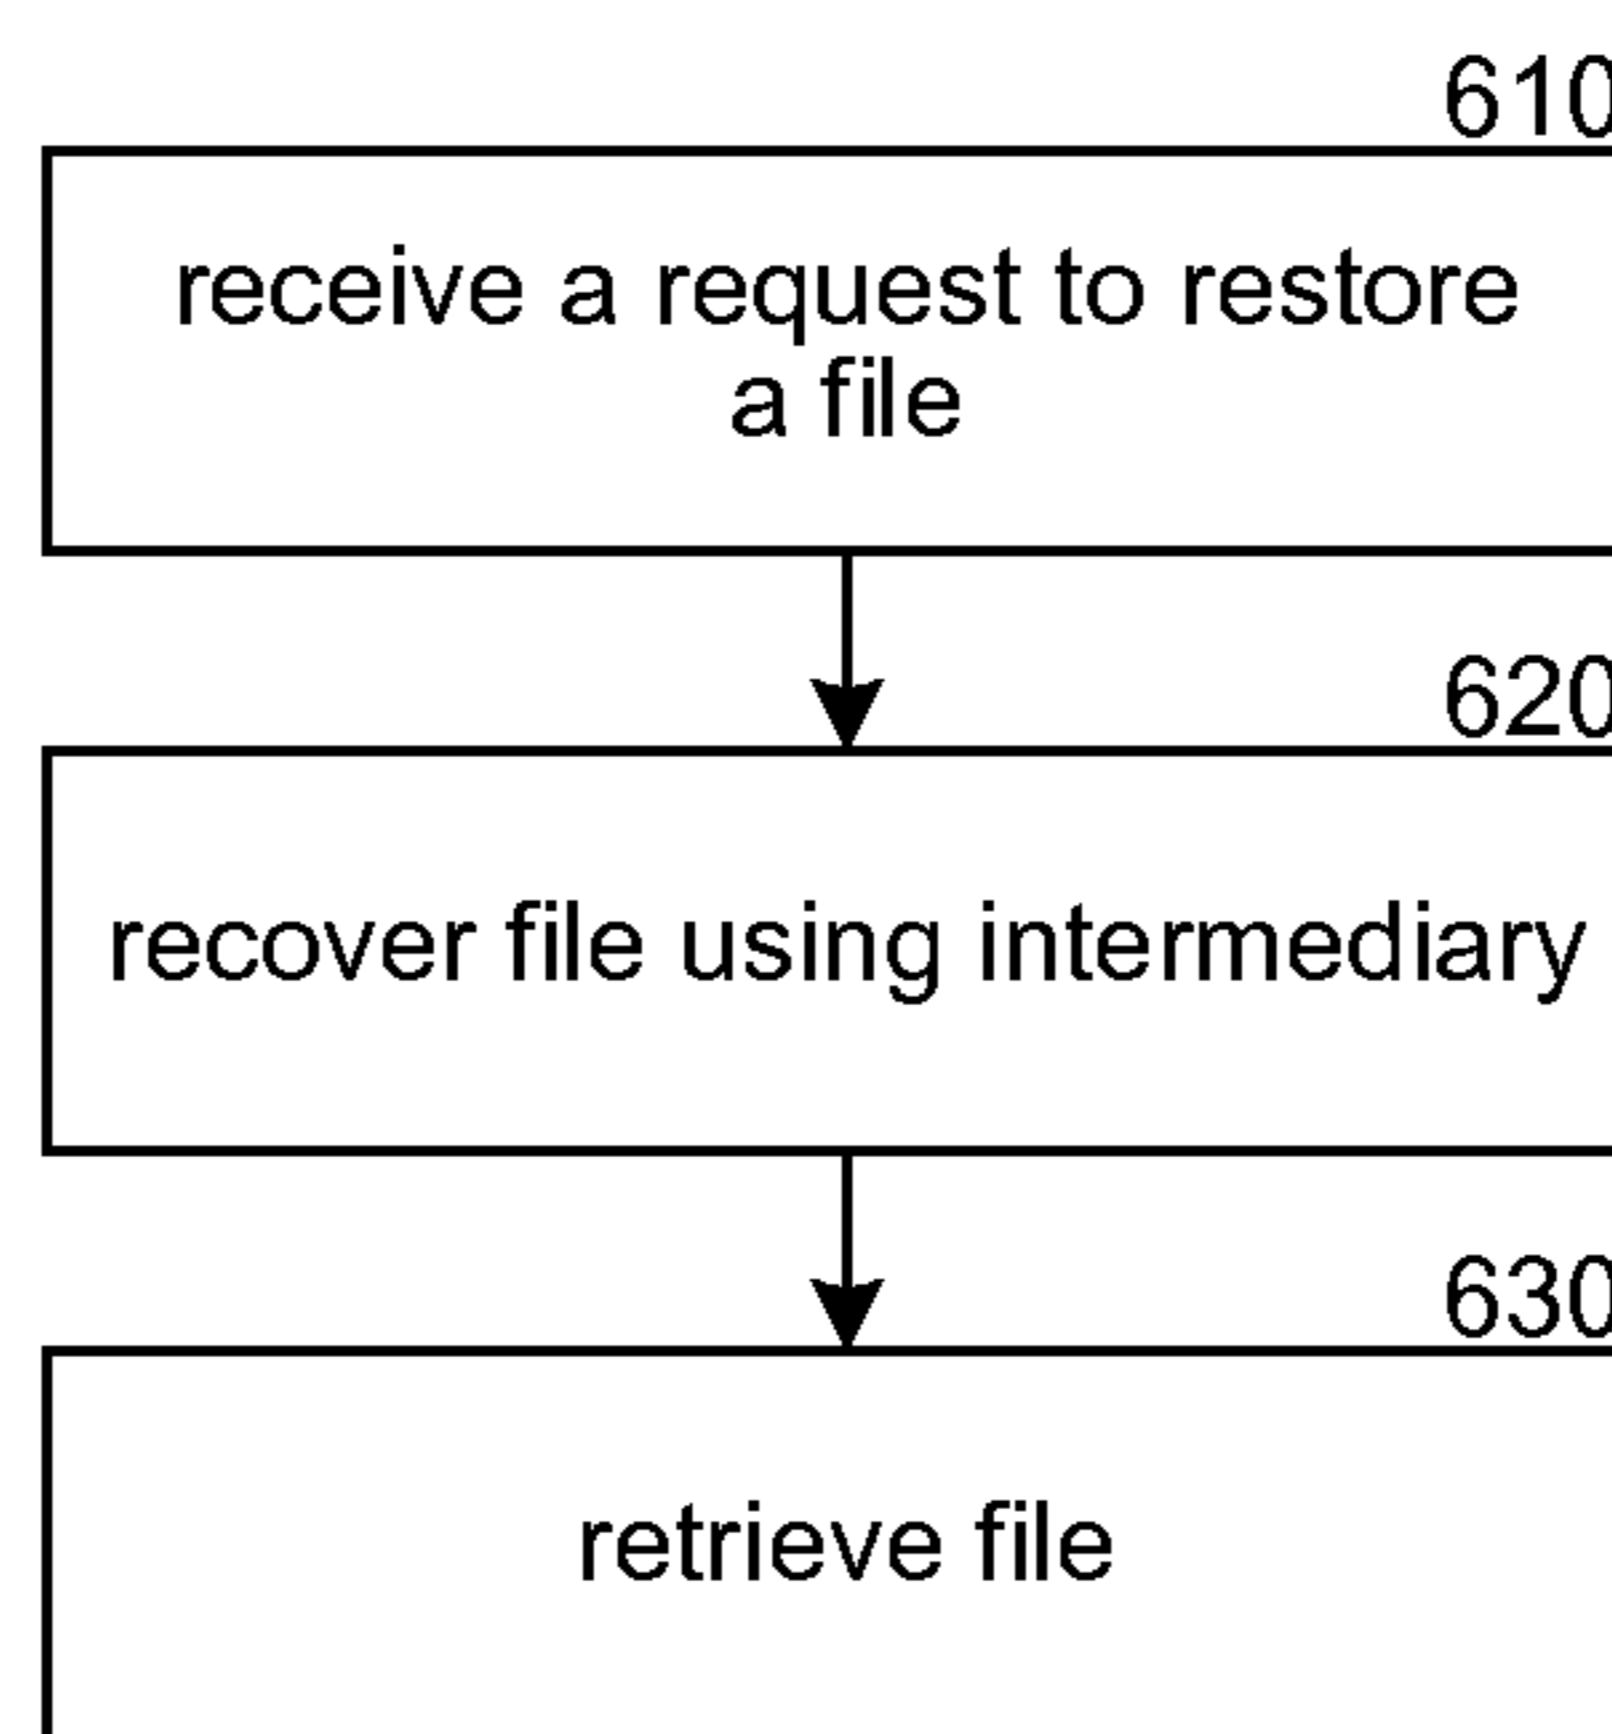 610
receive a request to restore
a file
620
recover file using intermediary
630
retrieve file